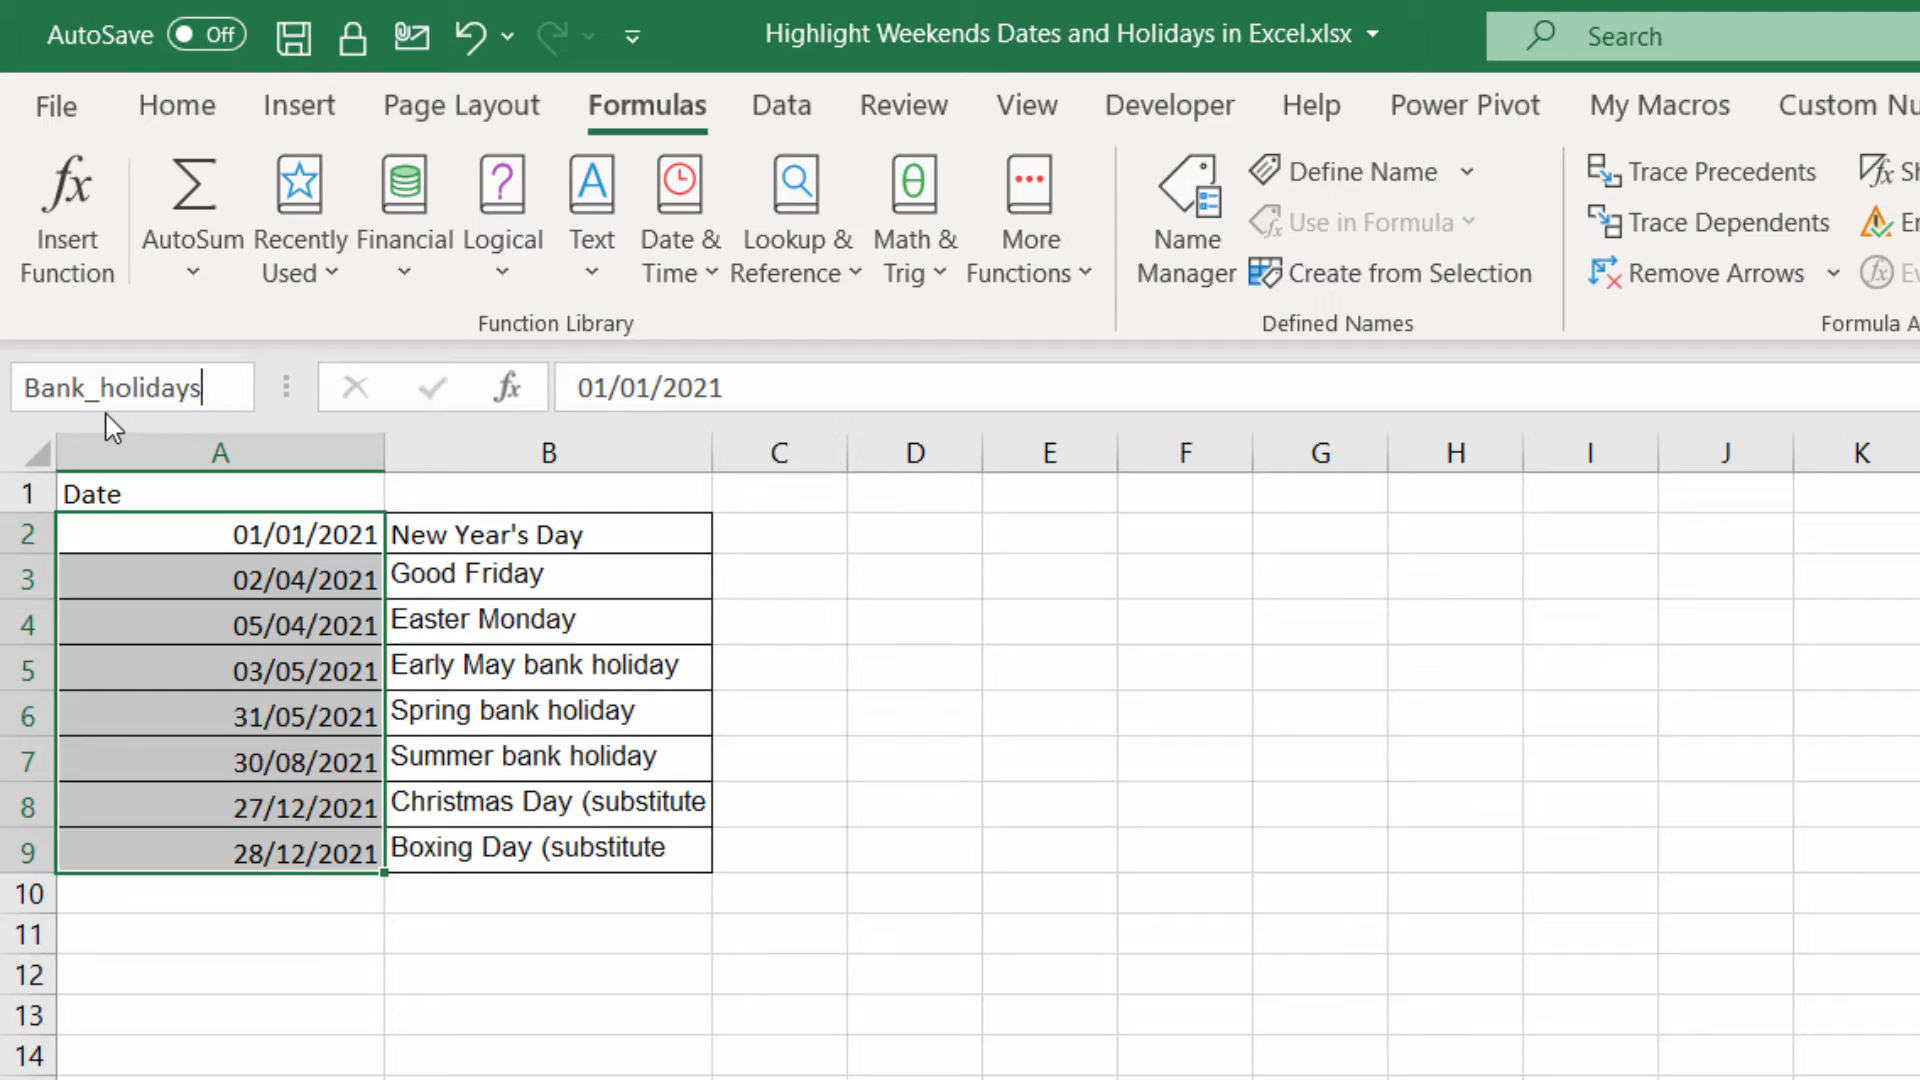 AutoSave Off Highlight Weekends Dates and Holidays in Excel.xlsx Search
File Home Insert Page Layout Formulas Data Review View Developer Help Power Pivot My Macros Custom Nu
Insert Function
AutoSum
Recently Used
Financial
Logical
Text
Date & Time
Lookup & Reference
Math & Trig
More Functions
Function Library
Name Manager
Define Name
Use in Formula
Create from Selection
Defined Names
Trace Precedents
Trace Dependents
Remove Arrows
Sh
Er
Ev
Formula A
Bank_holidays fx 01/01/2021
A B C D E F G H I J K
1 Date
2 01/01/2021 New Year's Day
3 02/04/2021 Good Friday
4 05/04/2021 Easter Monday
5 03/05/2021 Early May bank holiday
6 31/05/2021 Spring bank holiday
7 30/08/2021 Summer bank holiday
8 27/12/2021 Christmas Day (substitute
9 28/12/2021 Boxing Day (substitute
10
11
12
13
14